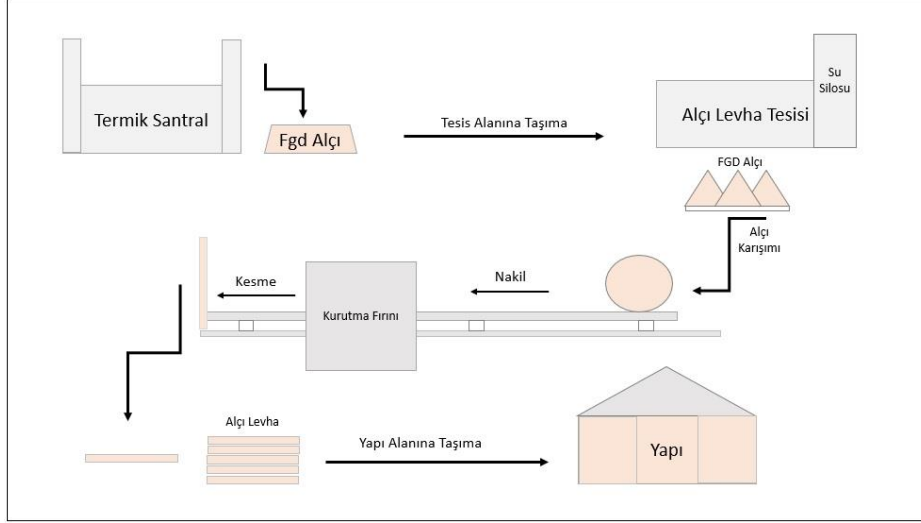 Termik Santral
Fgd Alçı
Tesis Alanına Taşıma
Alçı Levha Tesisi
Su
Silosu
FGD Alçı
Alçı
Karışımı
Nakil
Kurutma Fırını
Kesme
Alçı Levha
Yapı Alanına Taşıma
Yapı